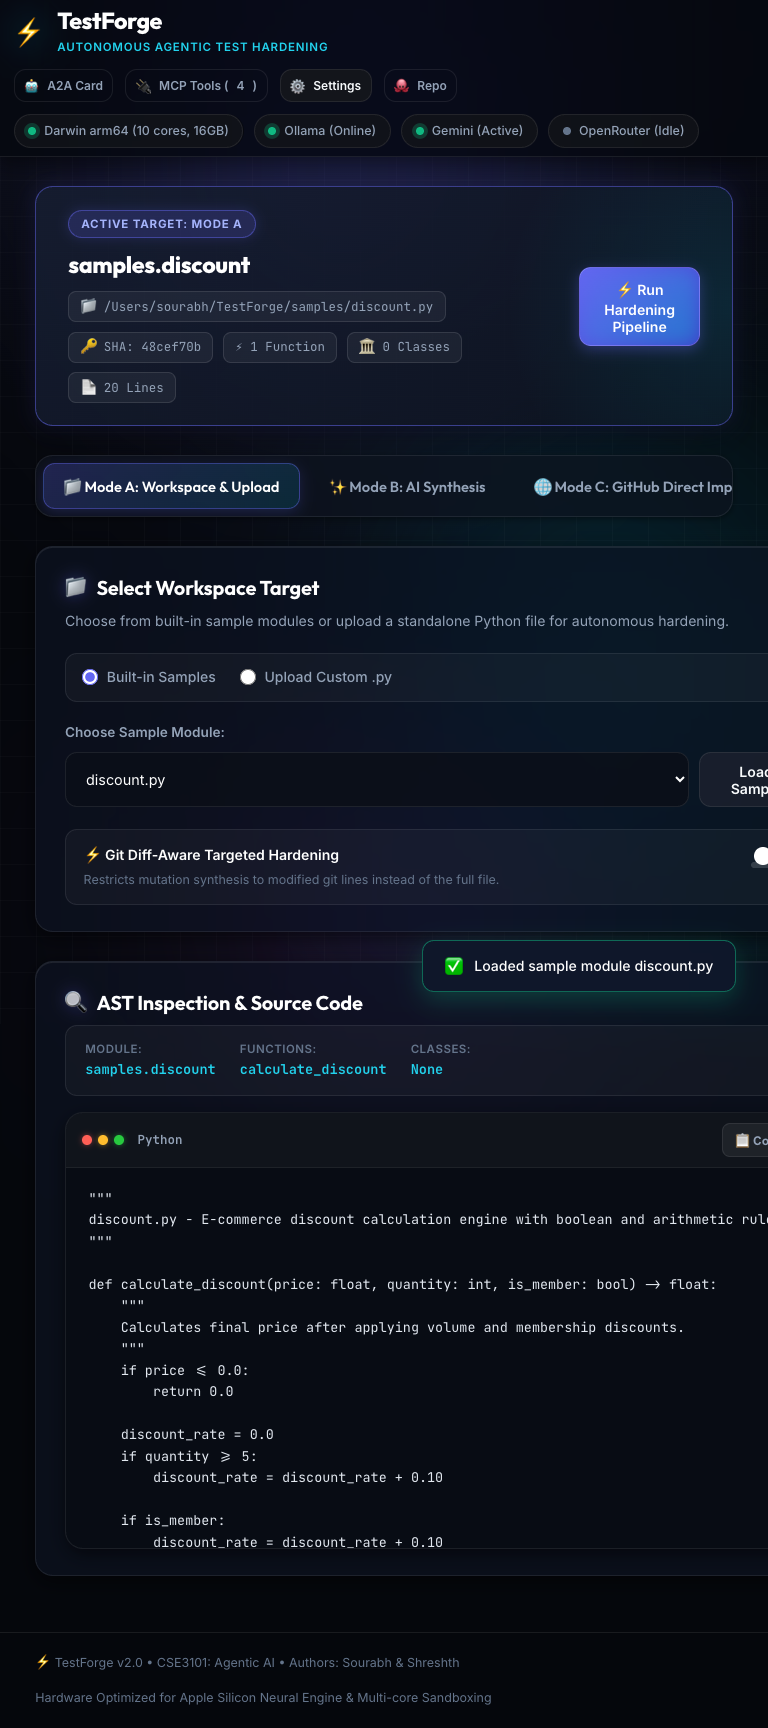 TestForge
AUTONOMOUS AGENTIC TEST HARDENING
A2A Card
MCP Tools ( 4 )
Settings
Repo
Darwin arm64 (10 cores, 16GB)
Ollama (Online)
Gemini (Active)
OpenRouter (Idle)
ACTIVE TARGET: MODE A
samples.discount
/Users/sourabh/TestForge/samples/discount.py
SHA: 48cef70b
1 Function
0 Classes
20 Lines
Run
Hardening
Pipeline
Mode A: Workspace & Upload
Mode B: AI Synthesis
Mode C: GitHub Direct Imp
Select Workspace Target
Choose from built-in sample modules or upload a standalone Python file for autonomous hardening.
Built-in Samples
Upload Custom .py
Choose Sample Module:
discount.py
Load
Samp
Git Diff-Aware Targeted Hardening
Restricts mutation synthesis to modified git lines instead of the full file.
Loaded sample module discount.py
AST Inspection & Source Code
MODULE:
samples.discount
FUNCTIONS:
calculate_discount
CLASSES:
None
Python
Co
"""
discount.py - E-commerce discount calculation engine with boolean and arithmetic rule
"""
def calculate_discount(price: float, quantity: int, is_member: bool) -> float:
"""
Calculates final price after applying volume and membership discounts.
"""
if price <= 0.0:
return 0.0
discount_rate = 0.0
if quantity >= 5:
discount_rate = discount_rate + 0.10
if is_member:
discount_rate = discount_rate + 0.10
TestForge v2.0 • CSE3101: Agentic AI • Authors: Sourabh & Shreshth
Hardware Optimized for Apple Silicon Neural Engine & Multi-core Sandboxing